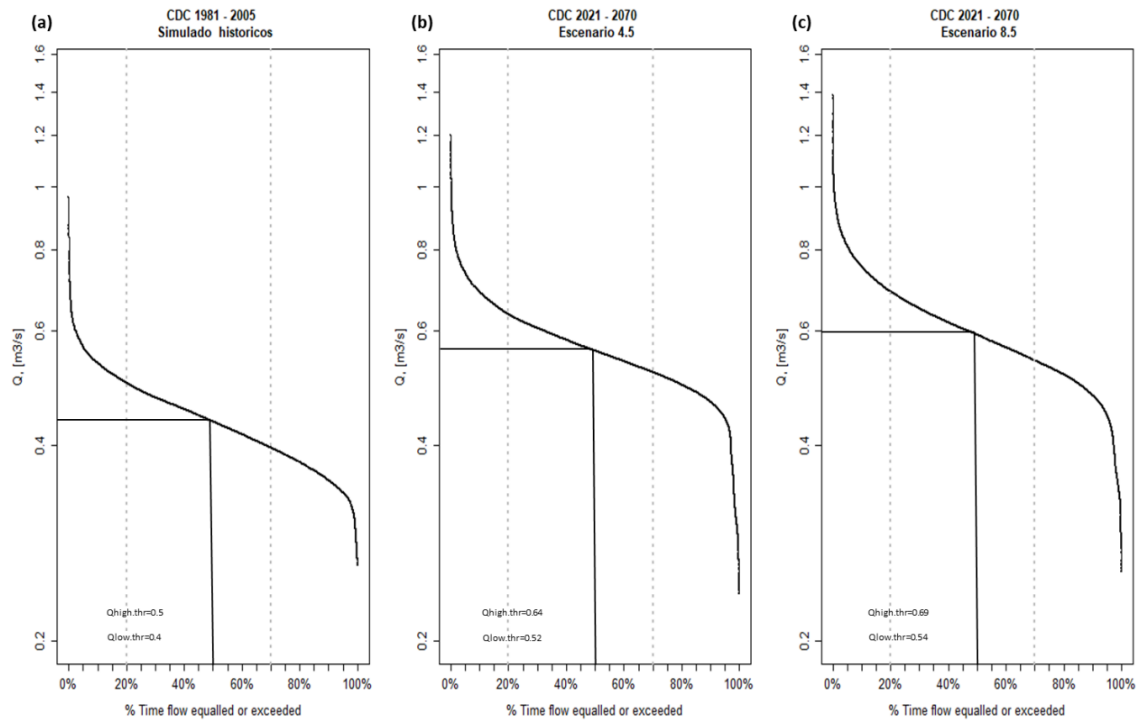 (a)
CDC 1981 - 2005
Simulado historicos
1.6
1.4
1.2
1
0.8
0.6
0.4
0.2
Q, [m3/s]
Qhigh.thr=0.5
Qlow.thr=0.4
0%
20%
40%
60%
80%
100%
% Time flow equalled or exceeded
(b)
CDC 2021 - 2070
Escenario 4.5
1.6
1.4
1.2
1
0.8
0.6
0.4
0.2
Q, [m3/s]
Qhigh.thr=0.64
Qlow.thr=0.52
0%
20%
40%
60%
80%
100%
% Time flow equalled or exceeded
(c)
CDC 2021 - 2070
Escenario 8.5
1.6
1.4
1.2
1
0.8
0.6
0.4
0.2
Q, [m3/s]
Qhigh.thr=0.69
Qlow.thr=0.54
0%
20%
40%
60%
80%
100%
% Time flow equalled or exceeded